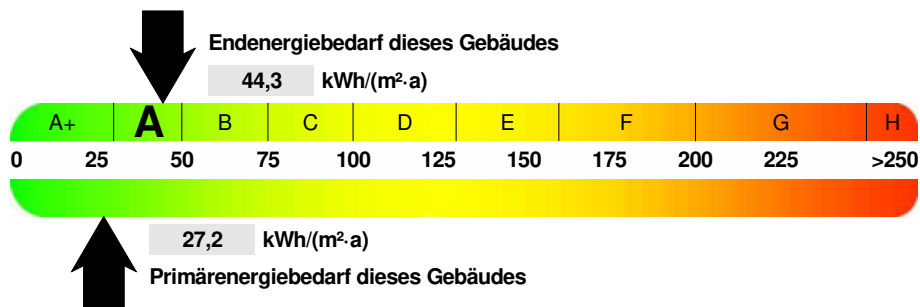 Endenergiebedarf dieses Gebäudes
44,3 kWh/(m²·a)
A+ A B C D E F G H
0 25 50 75 100 125 150 175 200 225 >250
27,2 kWh/(m²·a)
Primärenergiebedarf dieses Gebäudes